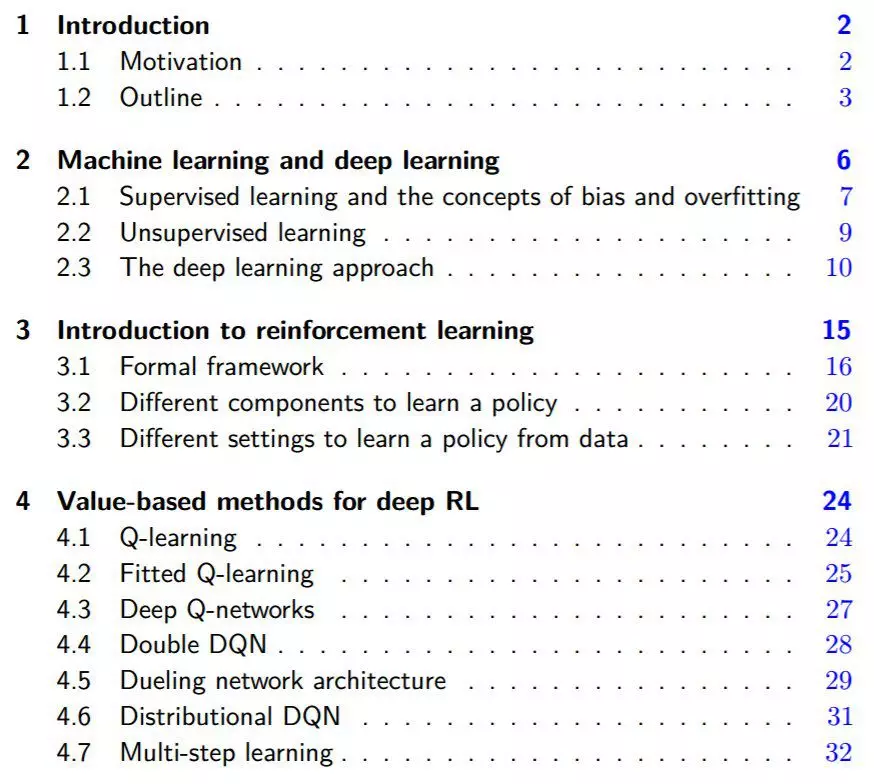 1 Introduction 2
1.1 Motivation . . . . . . . . . . . . . . . . . . . . . . . . . . 2
1.2 Outline . . . . . . . . . . . . . . . . . . . . . . . . . . . . 3
2 Machine learning and deep learning 6
2.1 Supervised learning and the concepts of bias and overfitting 7
2.2 Unsupervised learning . . . . . . . . . . . . . . . . . . . . 9
2.3 The deep learning approach . . . . . . . . . . . . . . . . . 10
3 Introduction to reinforcement learning 15
3.1 Formal framework . . . . . . . . . . . . . . . . . . . . . . 16
3.2 Different components to learn a policy . . . . . . . . . . . 20
3.3 Different settings to learn a policy from data . . . . . . . . 21
4 Value-based methods for deep RL 24
4.1 Q-learning . . . . . . . . . . . . . . . . . . . . . . . . . . 24
4.2 Fitted Q-learning . . . . . . . . . . . . . . . . . . . . . . 25
4.3 Deep Q-networks . . . . . . . . . . . . . . . . . . . . . . 27
4.4 Double DQN . . . . . . . . . . . . . . . . . . . . . . . . . 28
4.5 Dueling network architecture . . . . . . . . . . . . . . . . 29
4.6 Distributional DQN . . . . . . . . . . . . . . . . . . . . . 31
4.7 Multi-step learning . . . . . . . . . . . . . . . . . . . . . . 32